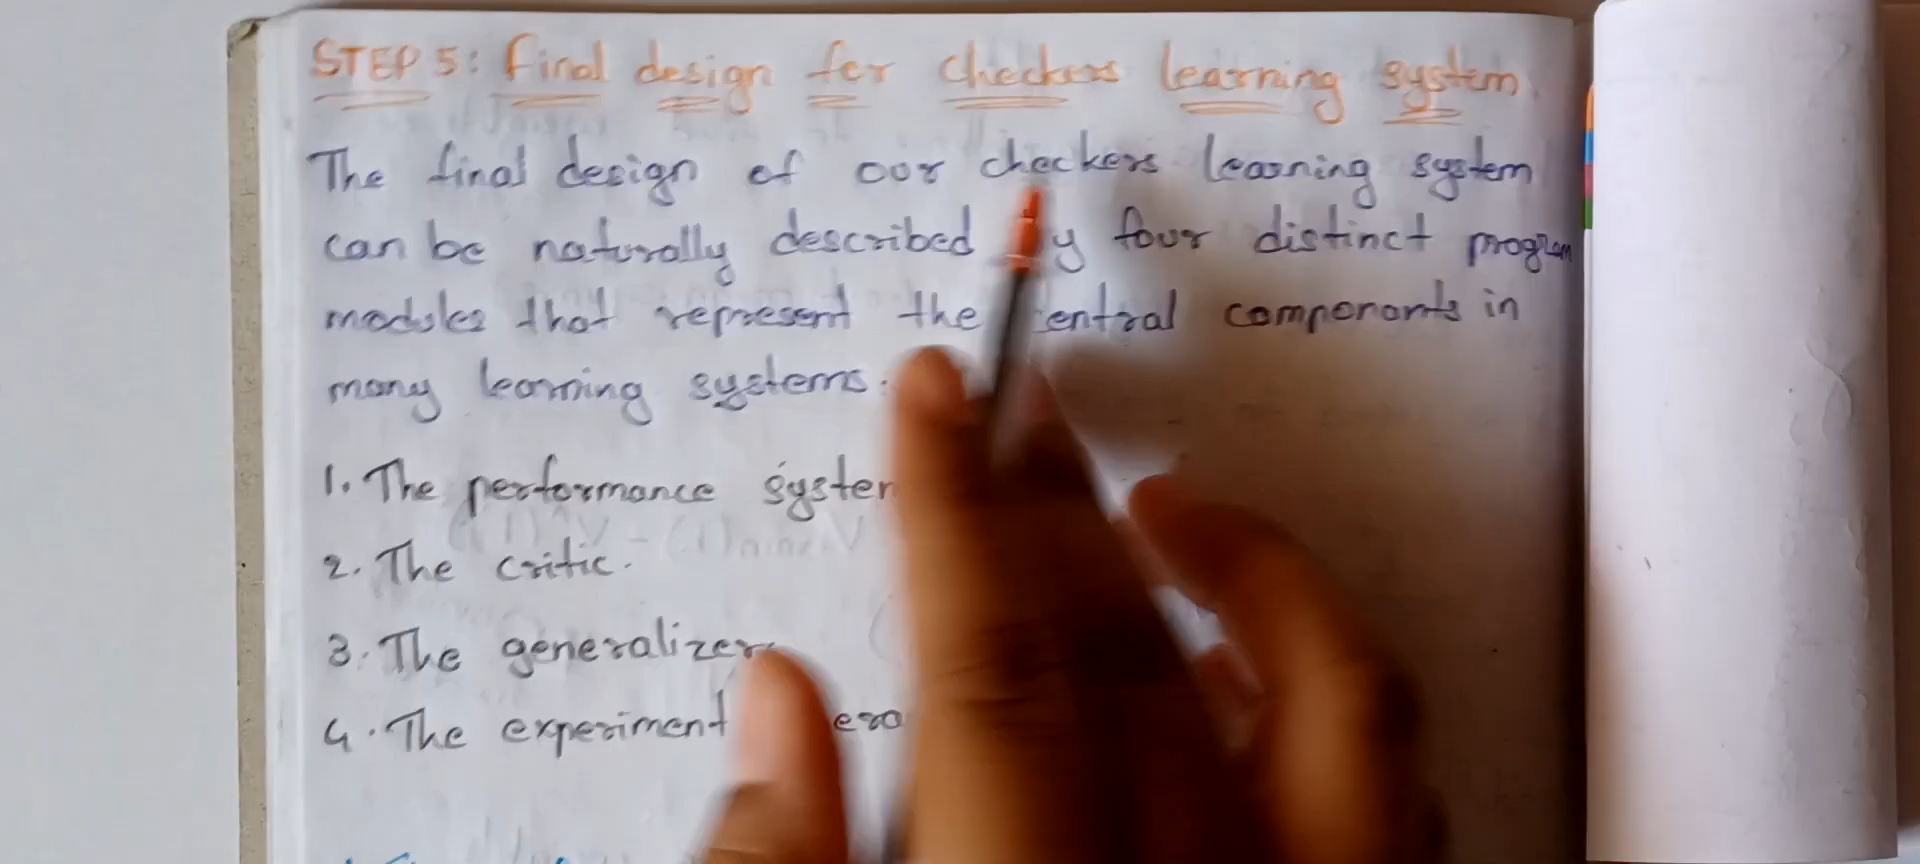 STEP 5: Final design for checkers learning system.
The final design of our checkers learning system
can be naturally described y four distinct program
modules that represent the entral components in
many learning systems.
1. The performance system
2. The critic.
3. The generalizer
4. The experiment